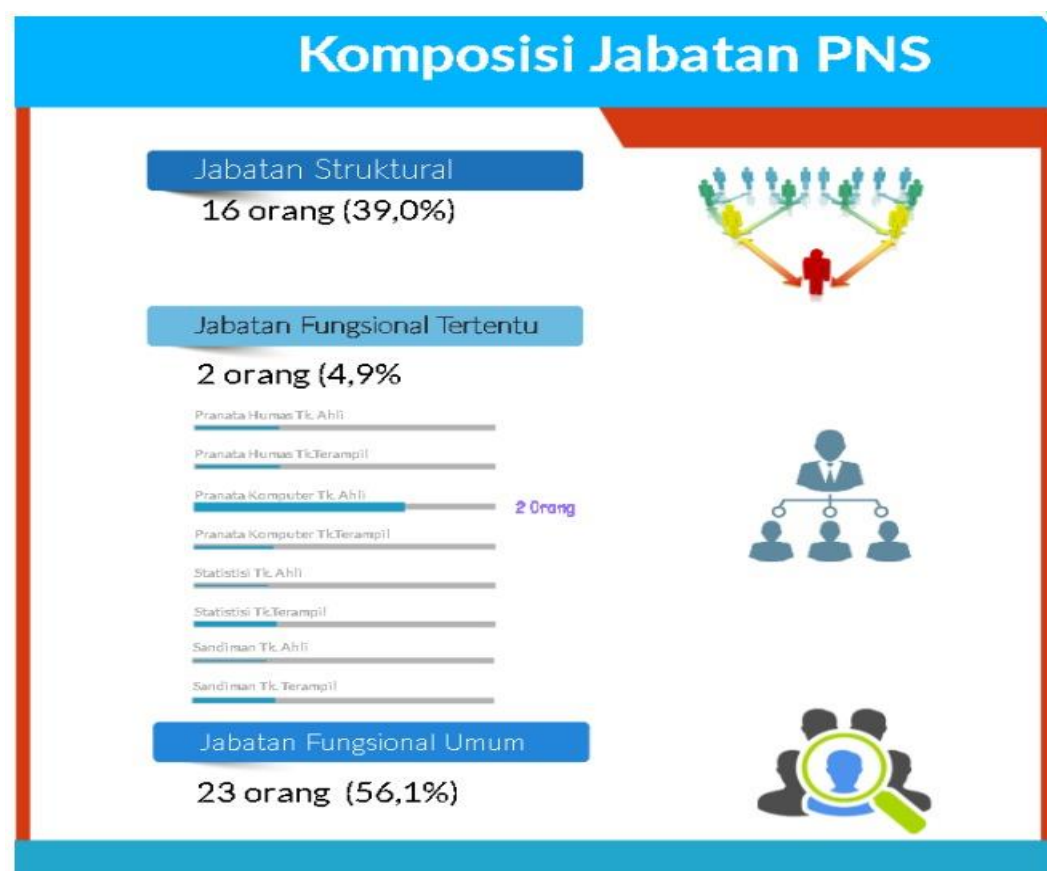 Komposisi Jabatan PNS
Jabatan Struktural
16 orang (39,0%)
Jabatan Fungsional Tertentu
2 orang (4,9%
Pranata Humas Tk. Ahli
Pranata Humas Tk.Terampil
Pranata Komputer Tk. Ahli
2 Orang
Pranata Komputer Tk.Terampil
Statistisi Tk. Ahli
Statistisi Tk.Terampil
Sandiman Tk. Ahli
Sandiman Tk. Terampil
Jabatan Fungsional Umum
23 orang (56,1%)